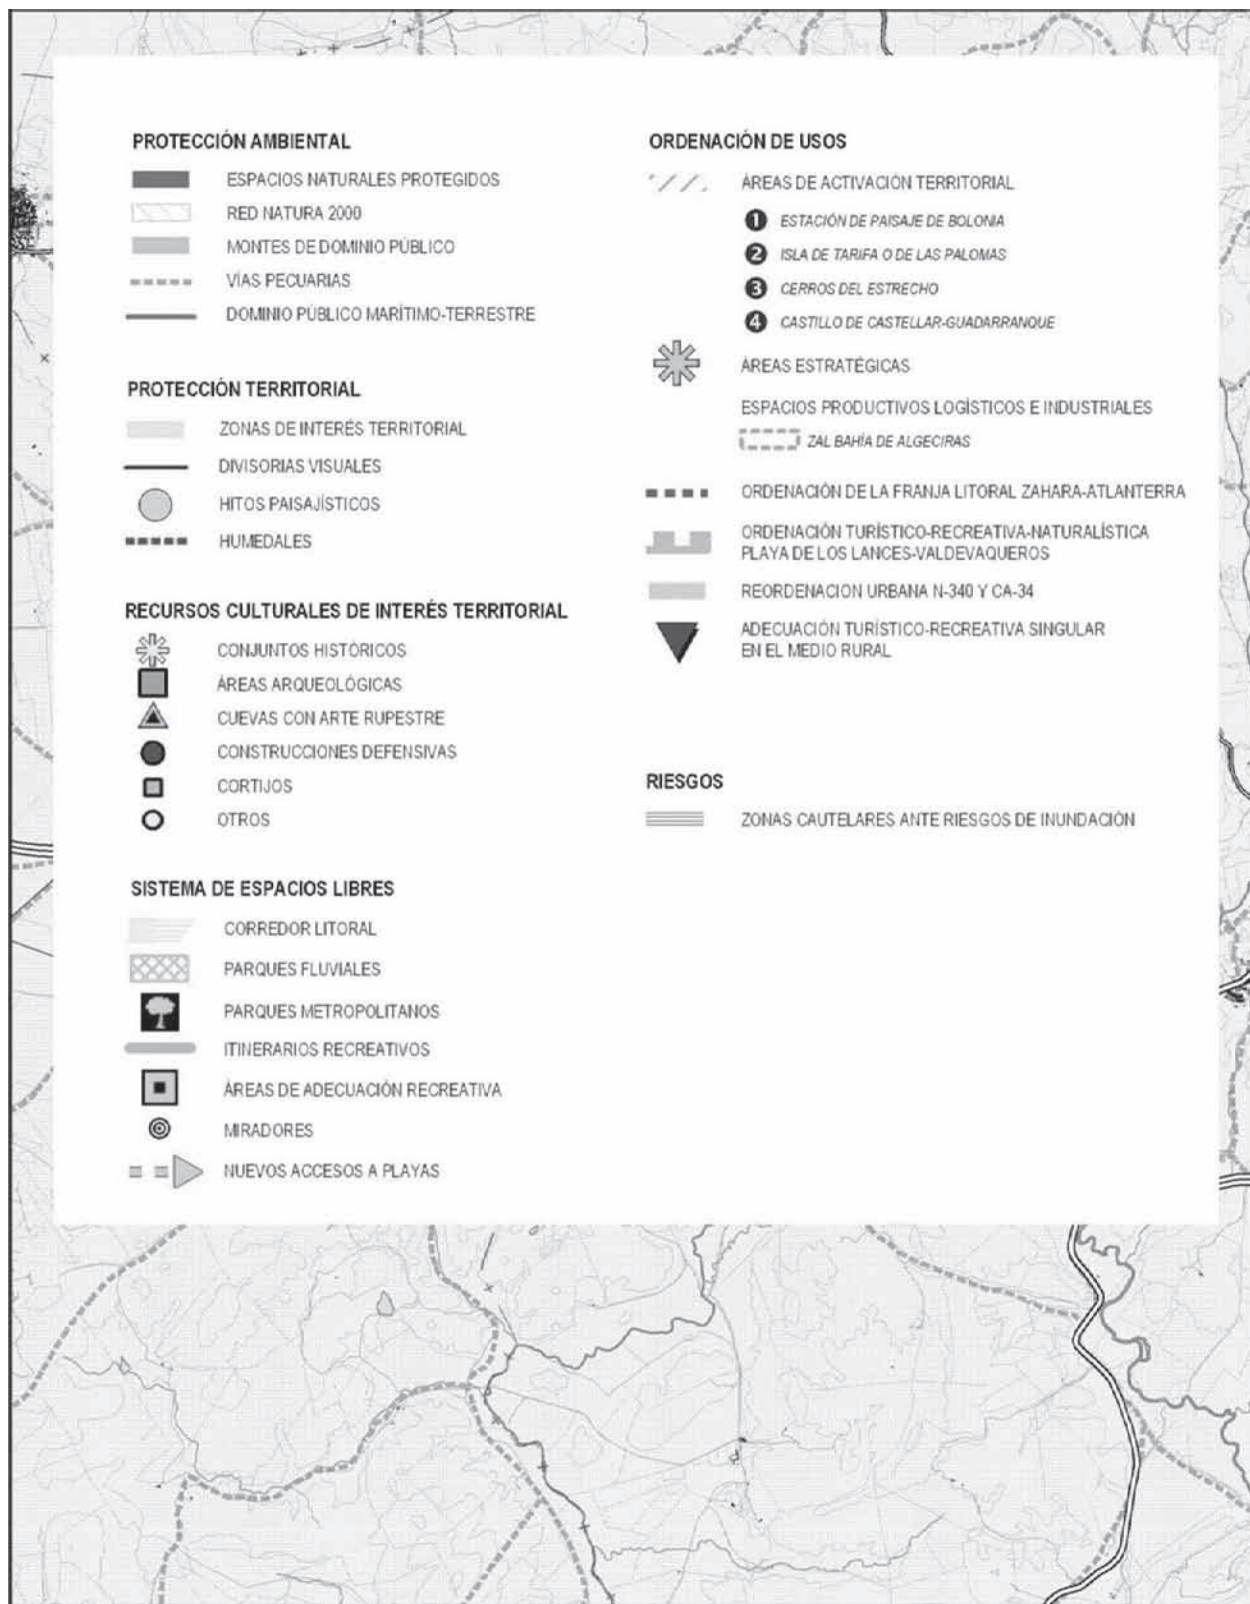 PROTECCIÓN AMBIENTAL
ESPACIOS NATURALES PROTEGIDOS
RED NATURA 2000
MONTES DE DOMINIO PÚBLICO
VÍAS PECUARIAS
DOMINIO PÚBLICO MARÍTIMO-TERRESTRE
PROTECCIÓN TERRITORIAL
ZONAS DE INTERÉS TERRITORIAL
DIVISORIAS VISUALES
HITOS PAISAJÍSTICOS
HUMEDALES
RECURSOS CULTURALES DE INTERÉS TERRITORIAL
CONJUNTOS HISTÓRICOS
ÁREAS ARQUEOLÓGICAS
CUEVAS CON ARTE RUPESTRE
CONSTRUCCIONES DEFENSIVAS
CORTIJOS
OTROS
SISTEMA DE ESPACIOS LIBRES
CORREDOR LITORAL
PARQUES FLUVIALES
PARQUES METROPOLITANOS
ITINERARIOS RECREATIVOS
ÁREAS DE ADECUACIÓN RECREATIVA
MIRADORES
NUEVOS ACCESOS A PLAYAS
ORDENACIÓN DE USOS
ÁREAS DE ACTIVACIÓN TERRITORIAL
1 ESTACIÓN DE PAISAJE DE BOLONIA
2 ISLA DE TARIFA O DE LAS PALOMAS
3 CERROS DEL ESTRECHO
4 CASTILLO DE CASTELLAR-GUADARRANQUE
ÁREAS ESTRATÉGICAS
ESPACIOS PRODUCTIVOS LOGÍSTICOS E INDUSTRIALES
ZAL BAHÍA DE ALGECIRAS
ORDENACIÓN DE LA FRANJA LITORAL ZAHARA-ATLANTERRA
ORDENACIÓN TURÍSTICO-RECREATIVA-NATURALÍSTICA
PLAYA DE LOS LANCES-VALDEVAQUEROS
REORDENACION URBANA N-340 Y CA-34
ADECUACIÓN TURÍSTICO-RECREATIVA SINGULAR
EN EL MEDIO RURAL
RIESGOS
ZONAS CAUTELARES ANTE RIESGOS DE INUNDACIÓN